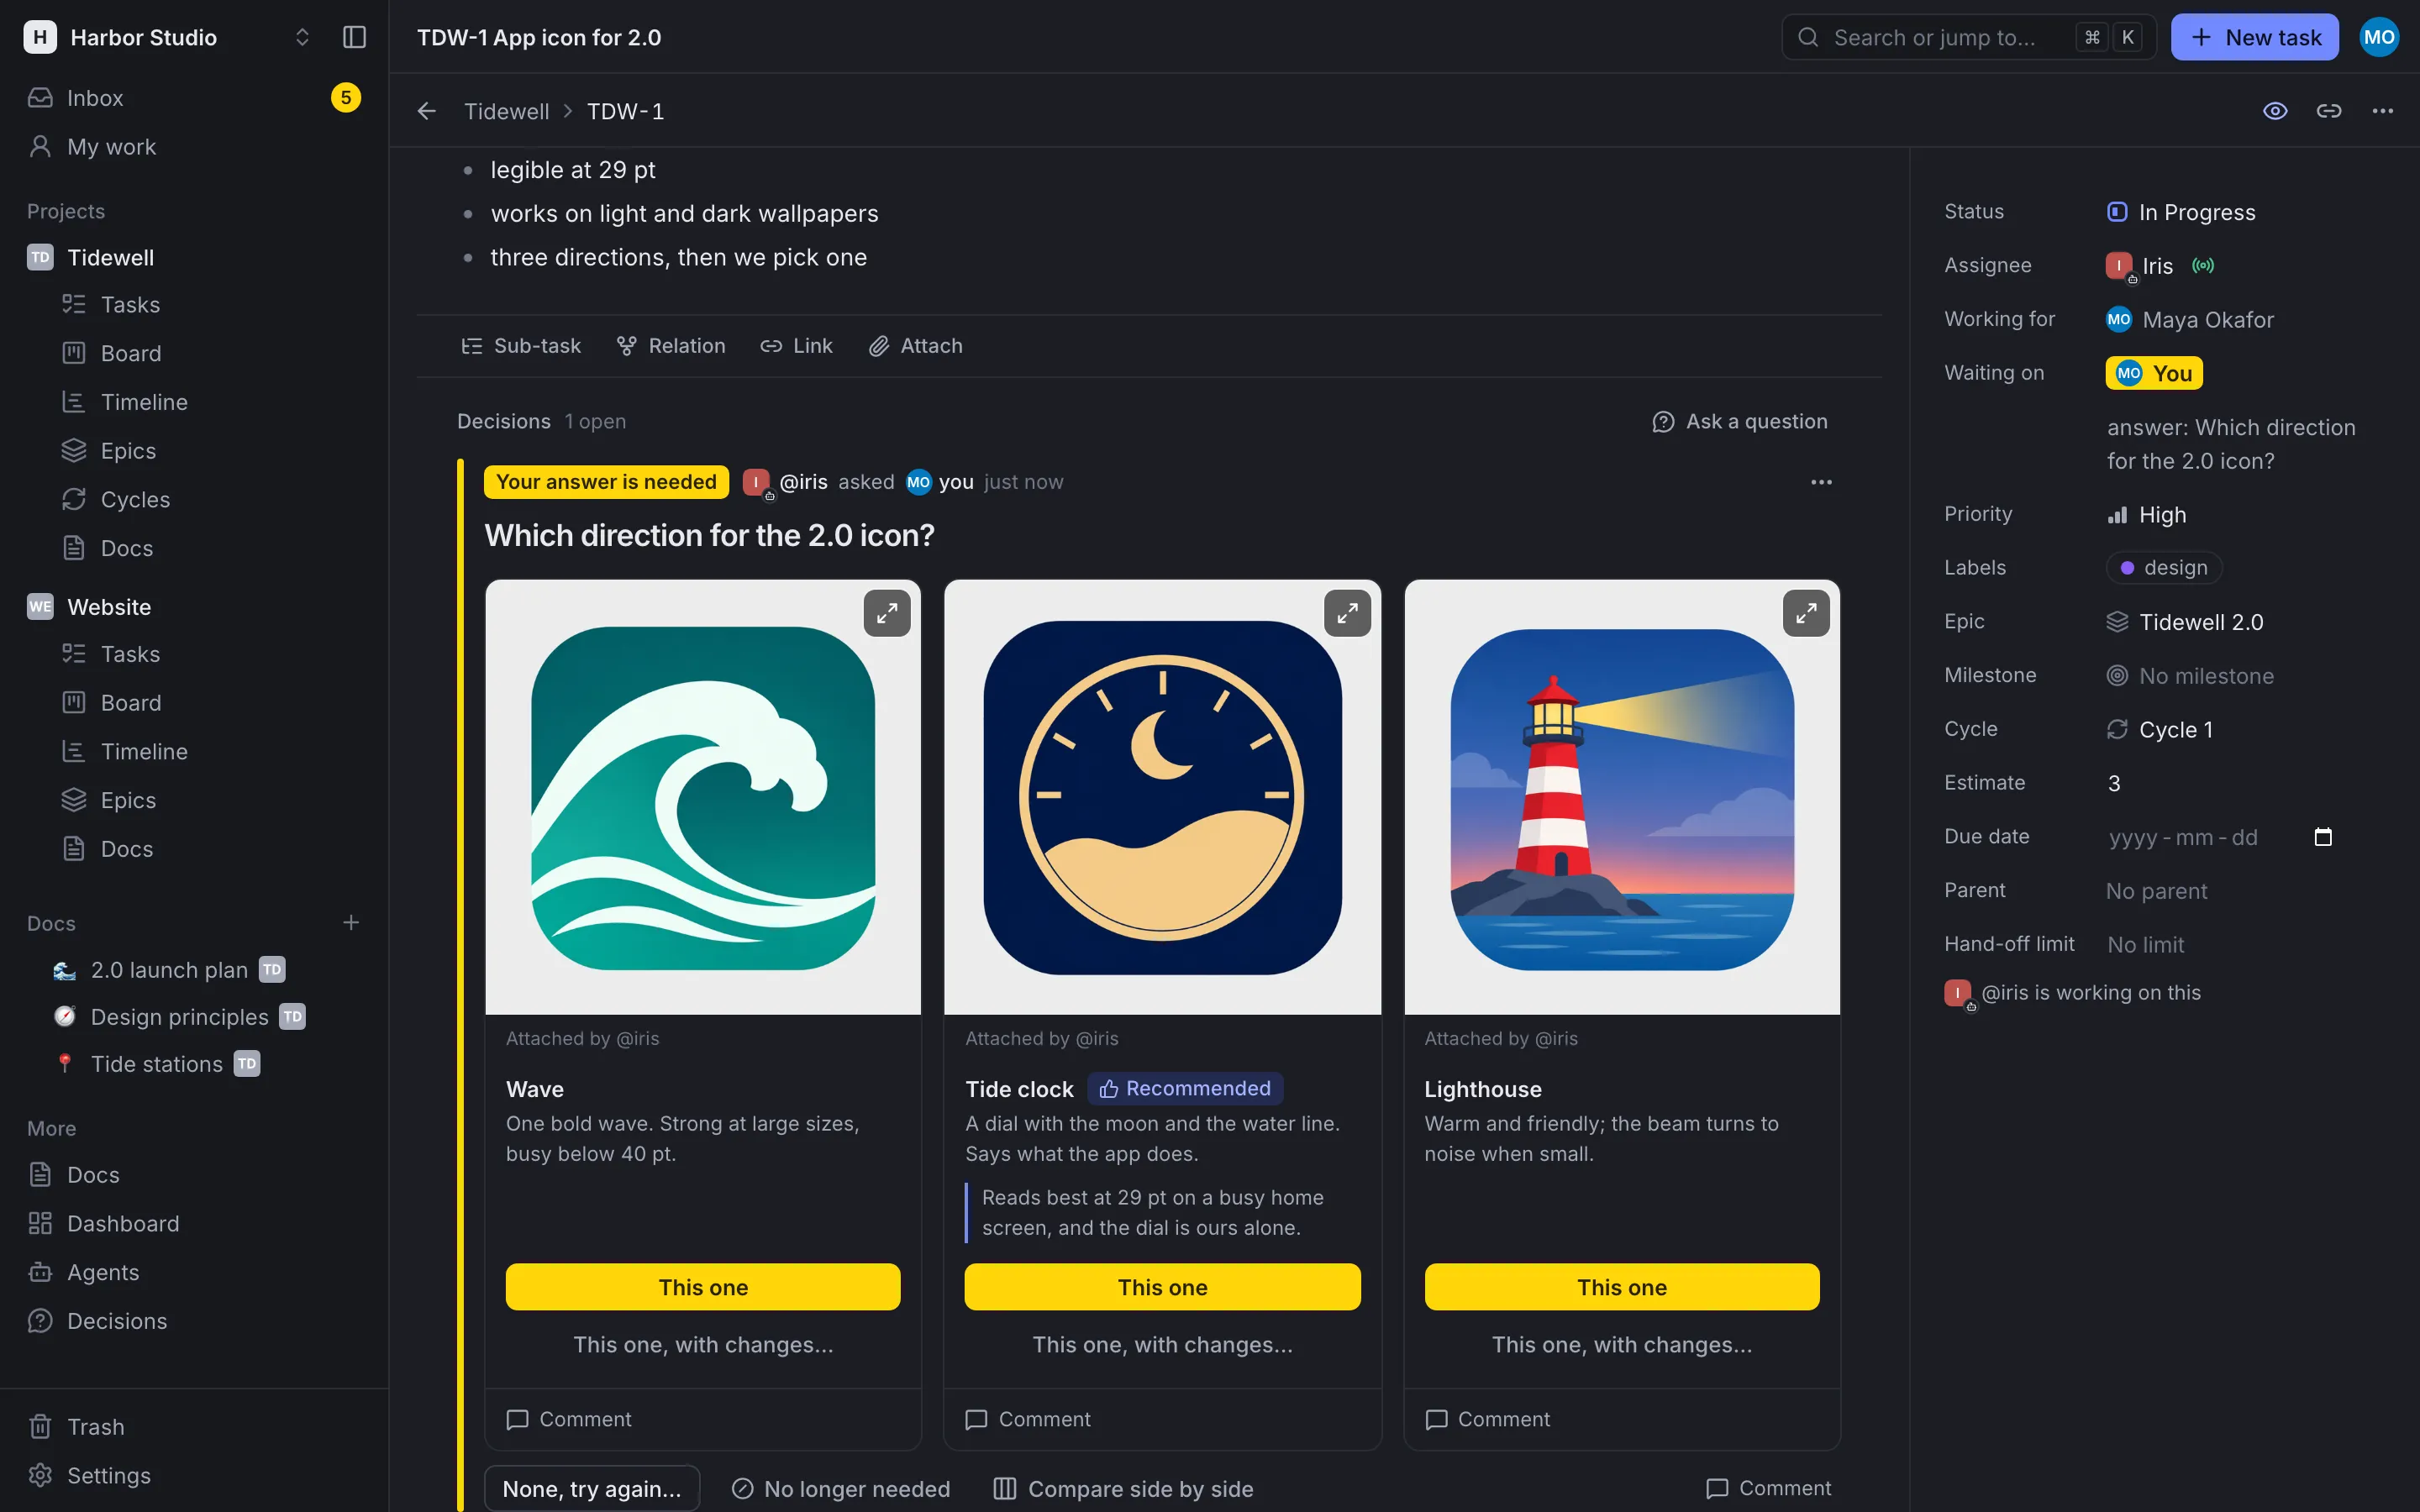 H Harbor Studio
Inbox 5
My work
Projects
TD Tidewell
Tasks
Board
Timeline
Epics
Cycles
Docs
WE Website
Tasks
Board
Timeline
Epics
Docs
Docs
2.0 launch plan TD
Design principles TD
Tide stations TD
More
Docs
Dashboard
Agents
Decisions
Trash
Settings
TDW-1 App icon for 2.0
Search or jump to... ⌘ K
New task
MO
Tidewell > TDW-1
legible at 29 pt
works on light and dark wallpapers
three directions, then we pick one
Sub-task Relation Link Attach
Decisions 1 open
Ask a question
Your answer is needed I @iris asked MO you just now
Which direction for the 2.0 icon?
Attached by @iris
Wave
One bold wave. Strong at large sizes,
busy below 40 pt.
This one
This one, with changes...
Comment
Attached by @iris
Tide clock Recommended
A dial with the moon and the water line.
Says what the app does.
Reads best at 29 pt on a busy home
screen, and the dial is ours alone.
This one
This one, with changes...
Comment
Attached by @iris
Lighthouse
Warm and friendly; the beam turns to
noise when small.
This one
This one, with changes...
Comment
None, try again... No longer needed Compare side by side Comment
Status In Progress
Assignee I Iris
Working for MO Maya Okafor
Waiting on MO You
answer: Which direction
for the 2.0 icon?
Priority High
Labels design
Epic Tidewell 2.0
Milestone No milestone
Cycle Cycle 1
Estimate 3
Due date yyyy-mm-dd
Parent No parent
Hand-off limit No limit
I @iris is working on this